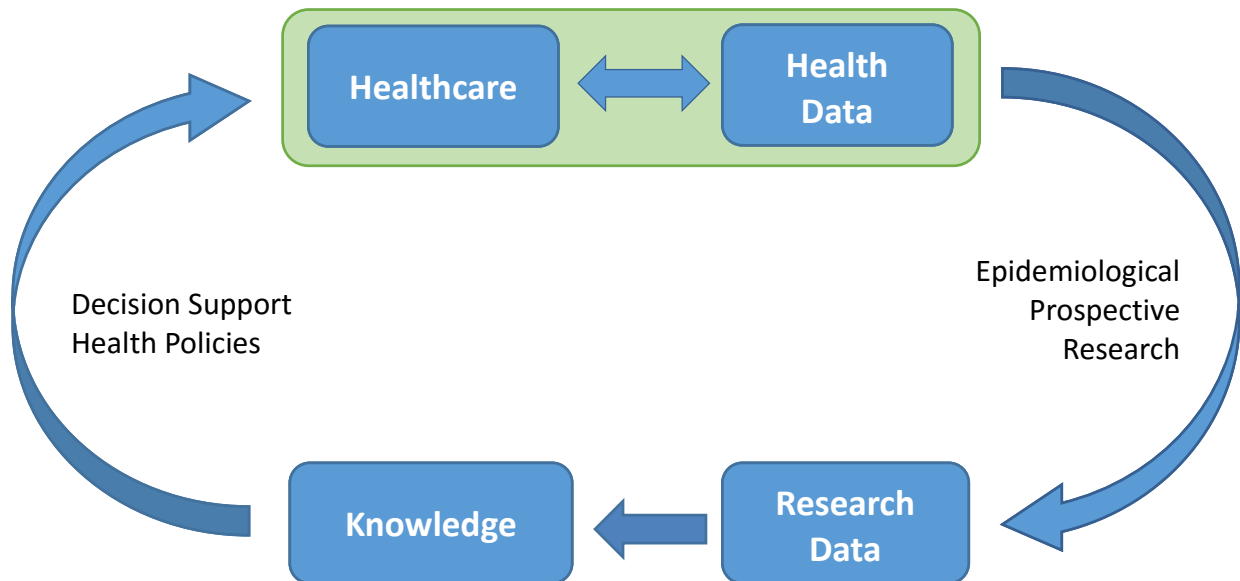 Healthcare
Health
Data
Decision Support
Health Policies
Epidemiological
Prospective
Research
Knowledge
Research
Data